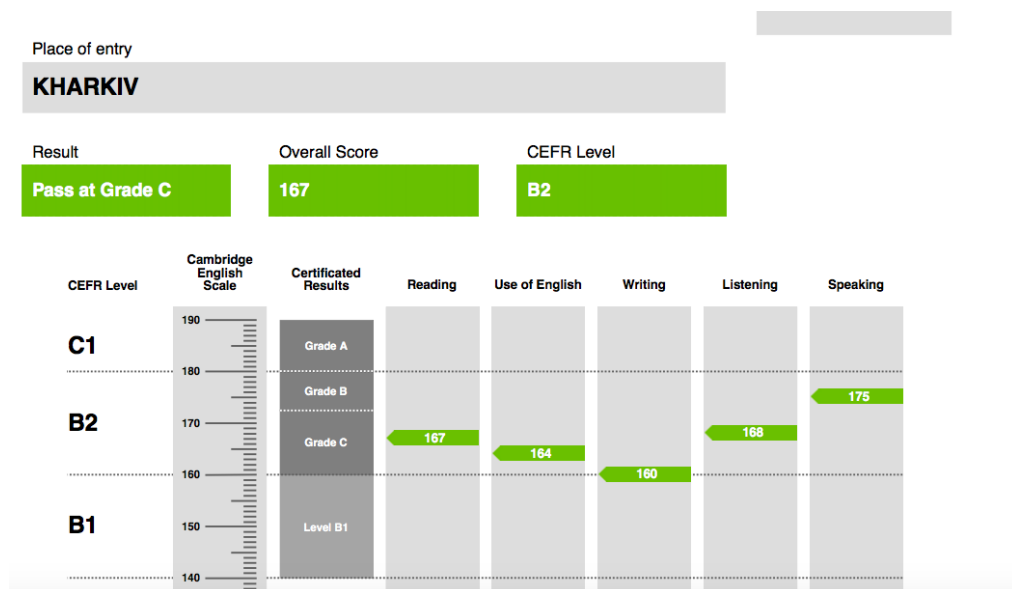 Place of entry
KHARKIV
Result
Overall Score
CEFR Level
Pass at Grade C
167
B2
CEFR Level
Cambridge
English
Scale
Certificated
Results
Reading
Use of English
Writing
Listening
Speaking
190
C1
Grade A
180
Grade B
175
B2
170
Grade C
167
168
164
160
160
B1
150
Level B1
140